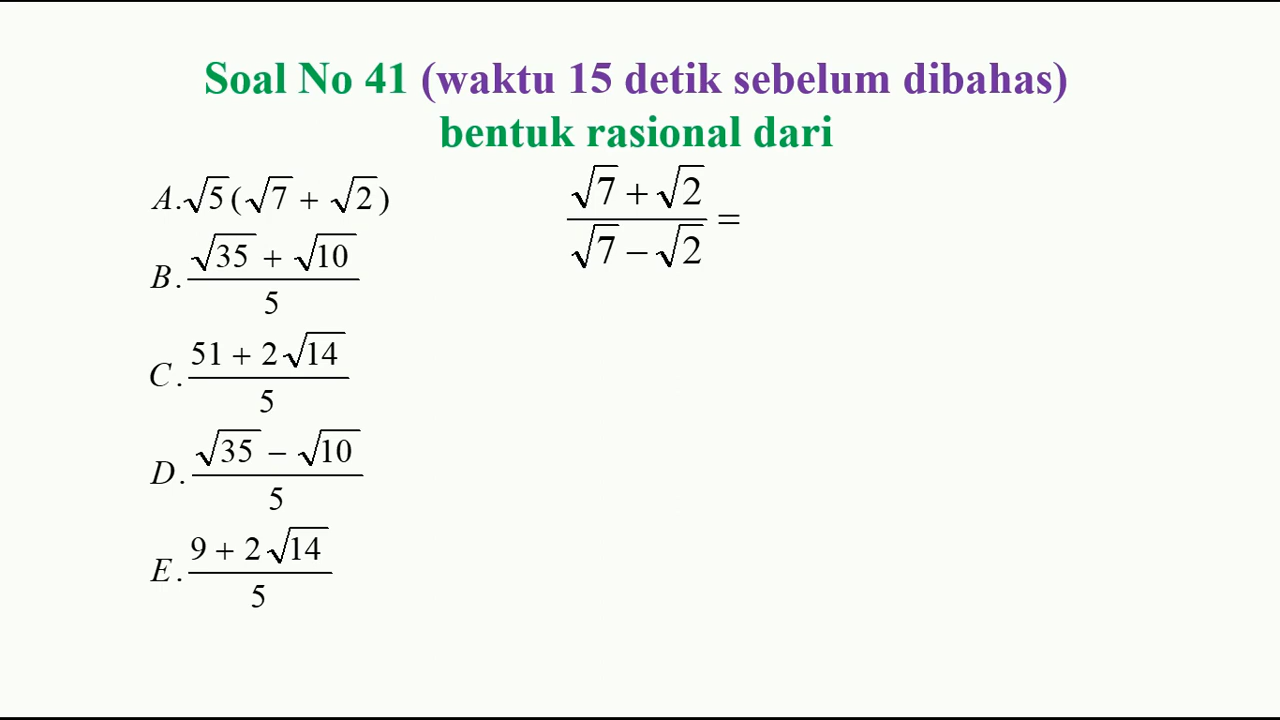 Soal No 41 (waktu 15 detik sebelum dibahas)
bentuk rasional dari
A.√5(√7 + √2)
B. (√35 + √10)/5
C. (51 + 2√14)/5
D. (√35 − √10)/5
E. (9 + 2√14)/5
(√7 + √2)/(√7 − √2) =